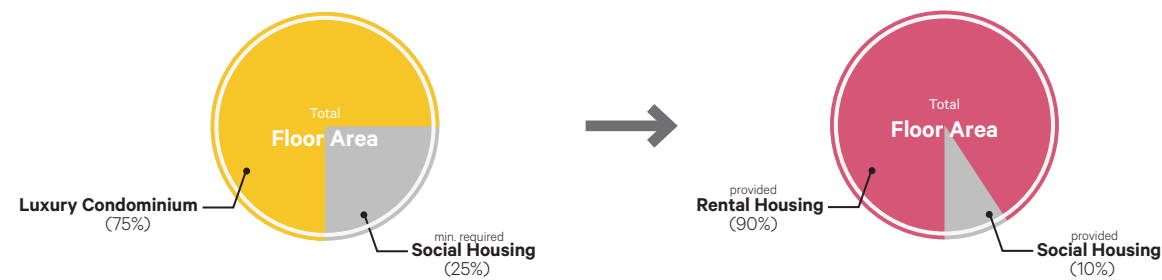 Total
Floor Area
Luxury Condominium
(75%)
min. required
Social Housing
(25%)
Total
Floor Area
provided
Rental Housing
(90%)
provided
Social Housing
(10%)